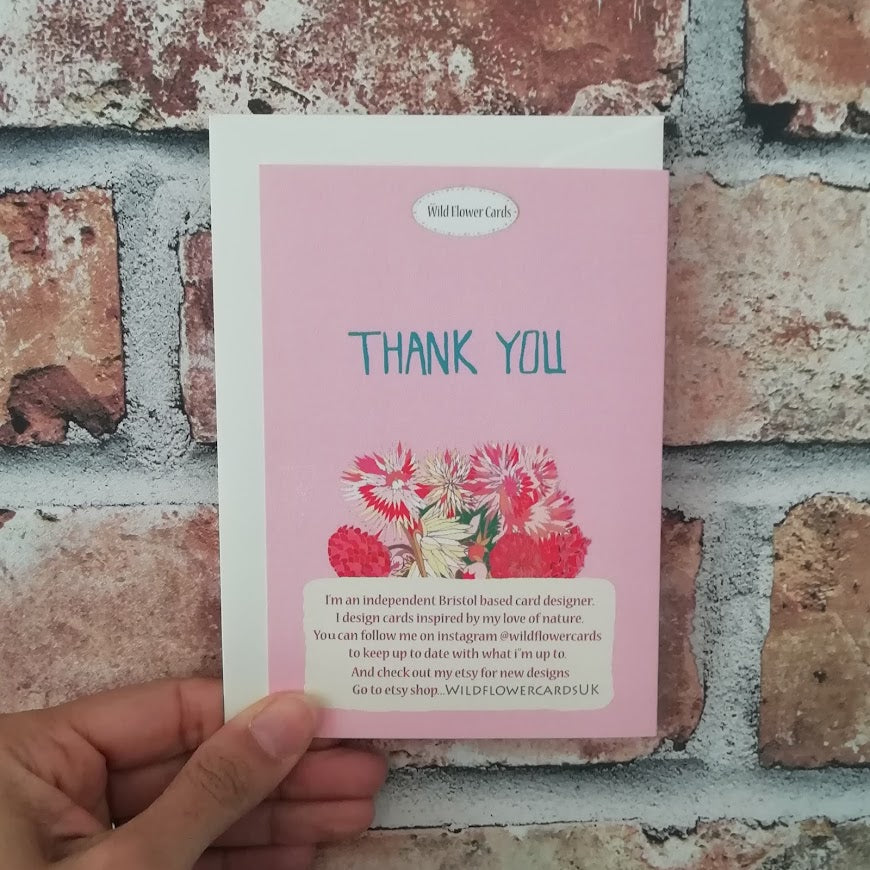 Wild Flower Cards
THANK YOU
I'm an independent Bristol based card designer.
I design cards inspired by my love of nature.
You can follow me on instagram @wildflowercards
to keep up to date with what i"m up to.
And check out my etsy for new designs
Go to etsy shop...WILDFLOWERCARDSUK